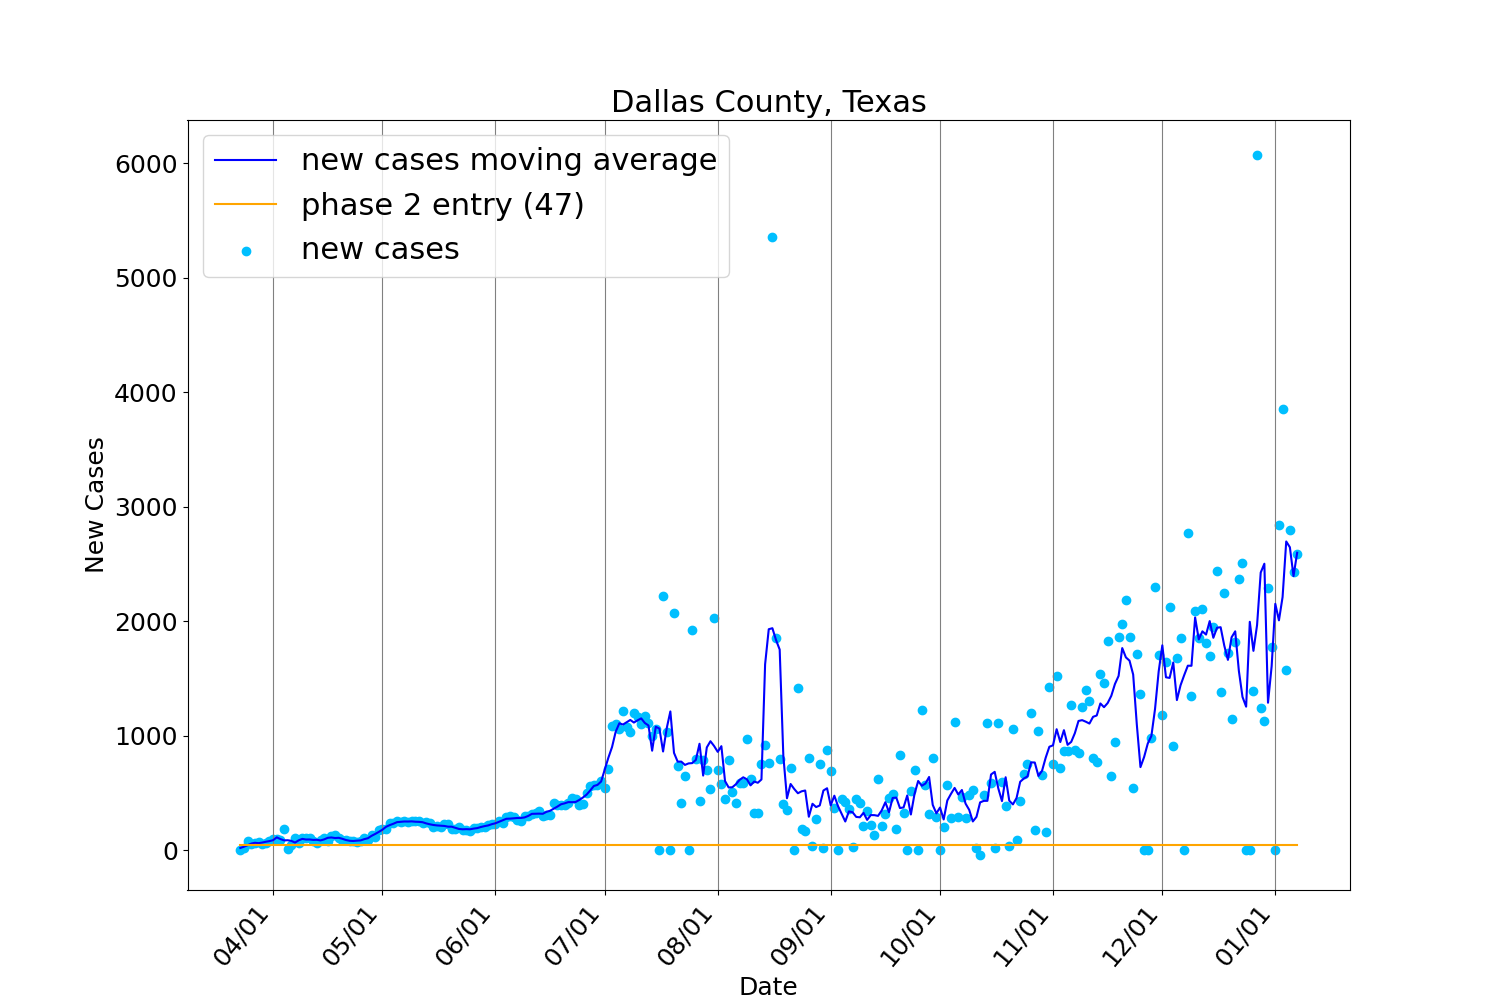 Dallas County, Texas
new cases moving average
phase 2 entry (47)
new cases
6000
5000
4000
3000
2000
1000
0
New Cases
04/01
05/01
06/01
07/01
08/01
09/01
10/01
11/01
12/01
01/01
Date